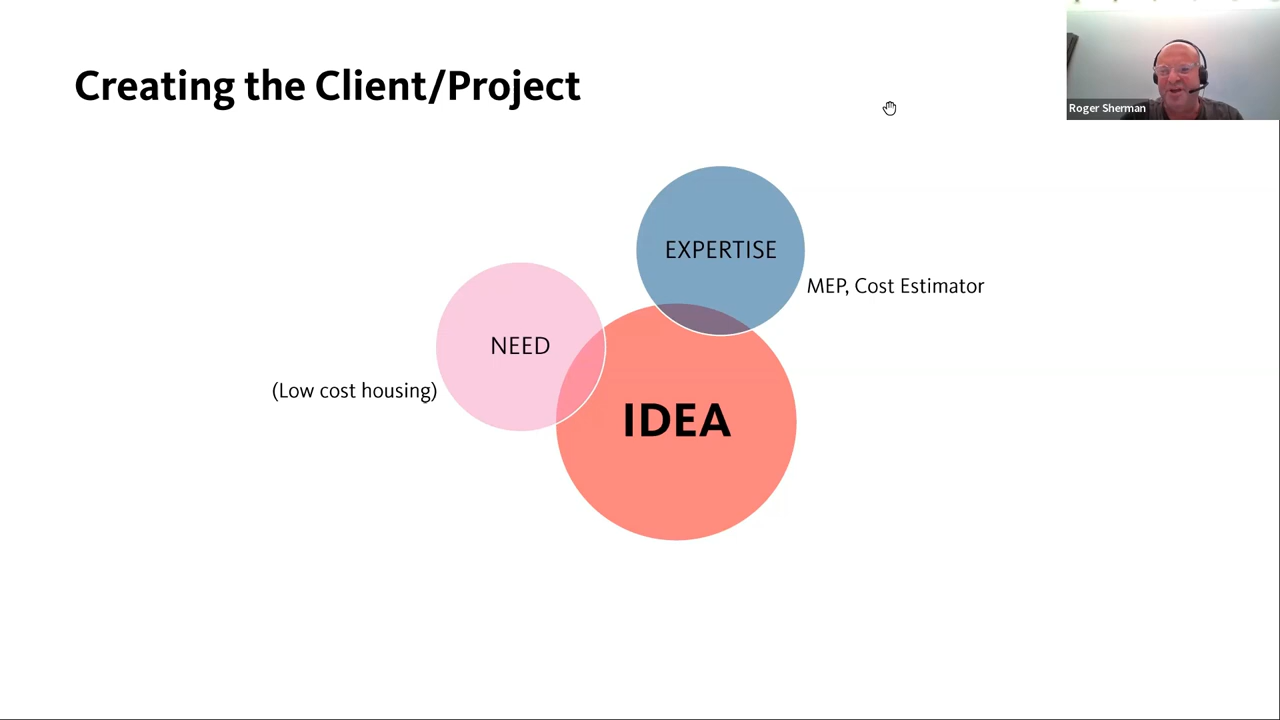 Creating the Client/Project
Roger Sherman
EXPERTISE
MEP, Cost Estimator
NEED
(Low cost housing)
IDEA